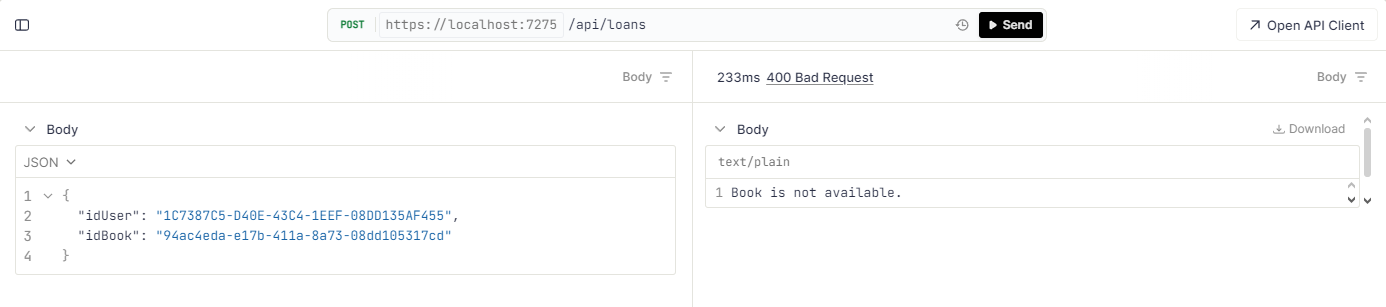 POST https://localhost:7275 /api/loans Send Open API Client
Body 233ms 400 Bad Request Body
Body
JSON
1 {
2 "idUser": "1C7387C5-D40E-43C4-1EEF-08DD135AF455",
3 "idBook": "94ac4eda-e17b-411a-8a73-08dd105317cd"
4 }
Body Download
text/plain
1 Book is not available.